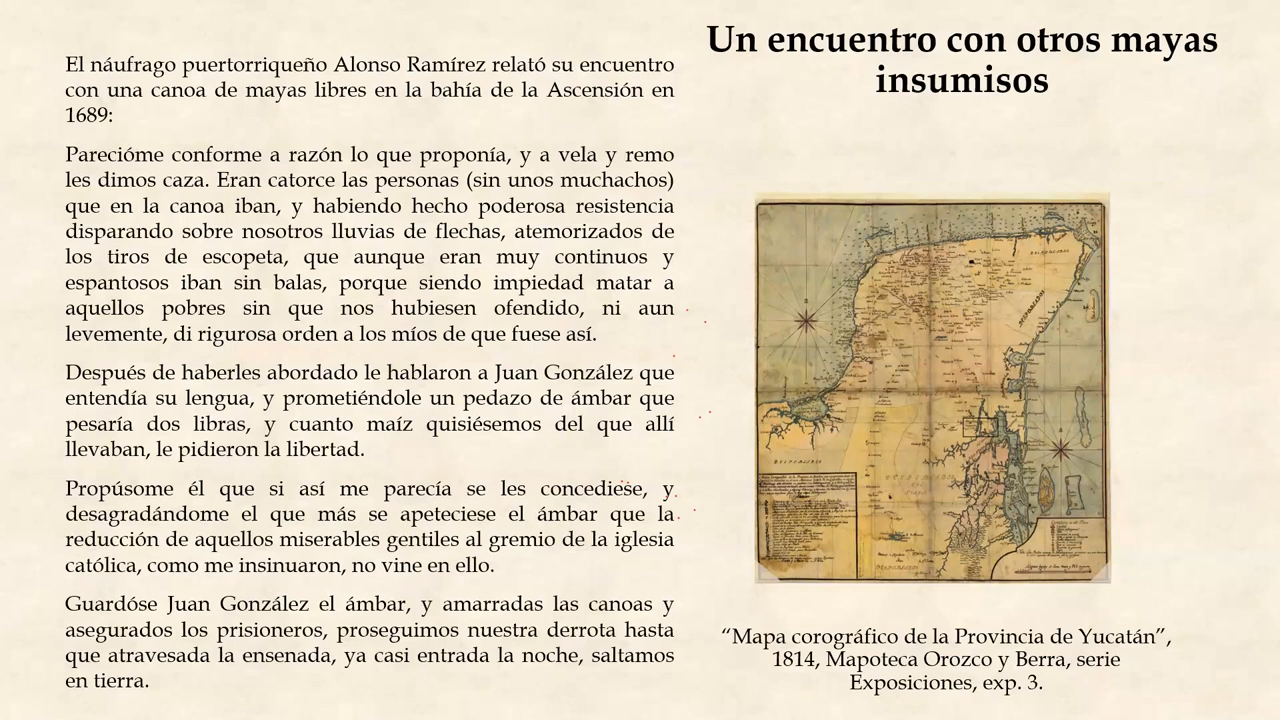 Un encuentro con otros mayas
insumisos
El náufrago puertorriqueño Alonso Ramírez relató su encuentro
con una canoa de mayas libres en la bahía de la Ascensión en
1689:
Parecióme conforme a razón lo que proponía, y a vela y remo
les dimos caza. Eran catorce las personas (sin unos muchachos)
que en la canoa iban, y habiendo hecho poderosa resistencia
disparando sobre nosotros lluvias de flechas, atemorizados de
los tiros de escopeta, que aunque eran muy continuos y
espantosos iban sin balas, porque siendo impiedad matar a
aquellos pobres sin que nos hubiesen ofendido, ni aun
levemente, di rigurosa orden a los míos de que fuese así.
Después de haberles abordado le hablaron a Juan González que
entendía su lengua, y prometiéndole un pedazo de ámbar que
pesaría dos libras, y cuanto maíz quisiésemos del que allí
llevaban, le pidieron la libertad.
Propúsome él que si así me parecía se les concediese, y
desagradándome el que más se apeteciese el ámbar que la
reducción de aquellos miserables gentiles al gremio de la iglesia
católica, como me insinuaron, no vine en ello.
Guardóse Juan González el ámbar, y amarradas las canoas y
asegurados los prisioneros, proseguimos nuestra derrota hasta
que atravesada la ensenada, ya casi entrada la noche, saltamos
en tierra.
“Mapa corográfico de la Provincia de Yucatán”,
1814, Mapoteca Orozco y Berra, serie
Exposiciones, exp. 3.